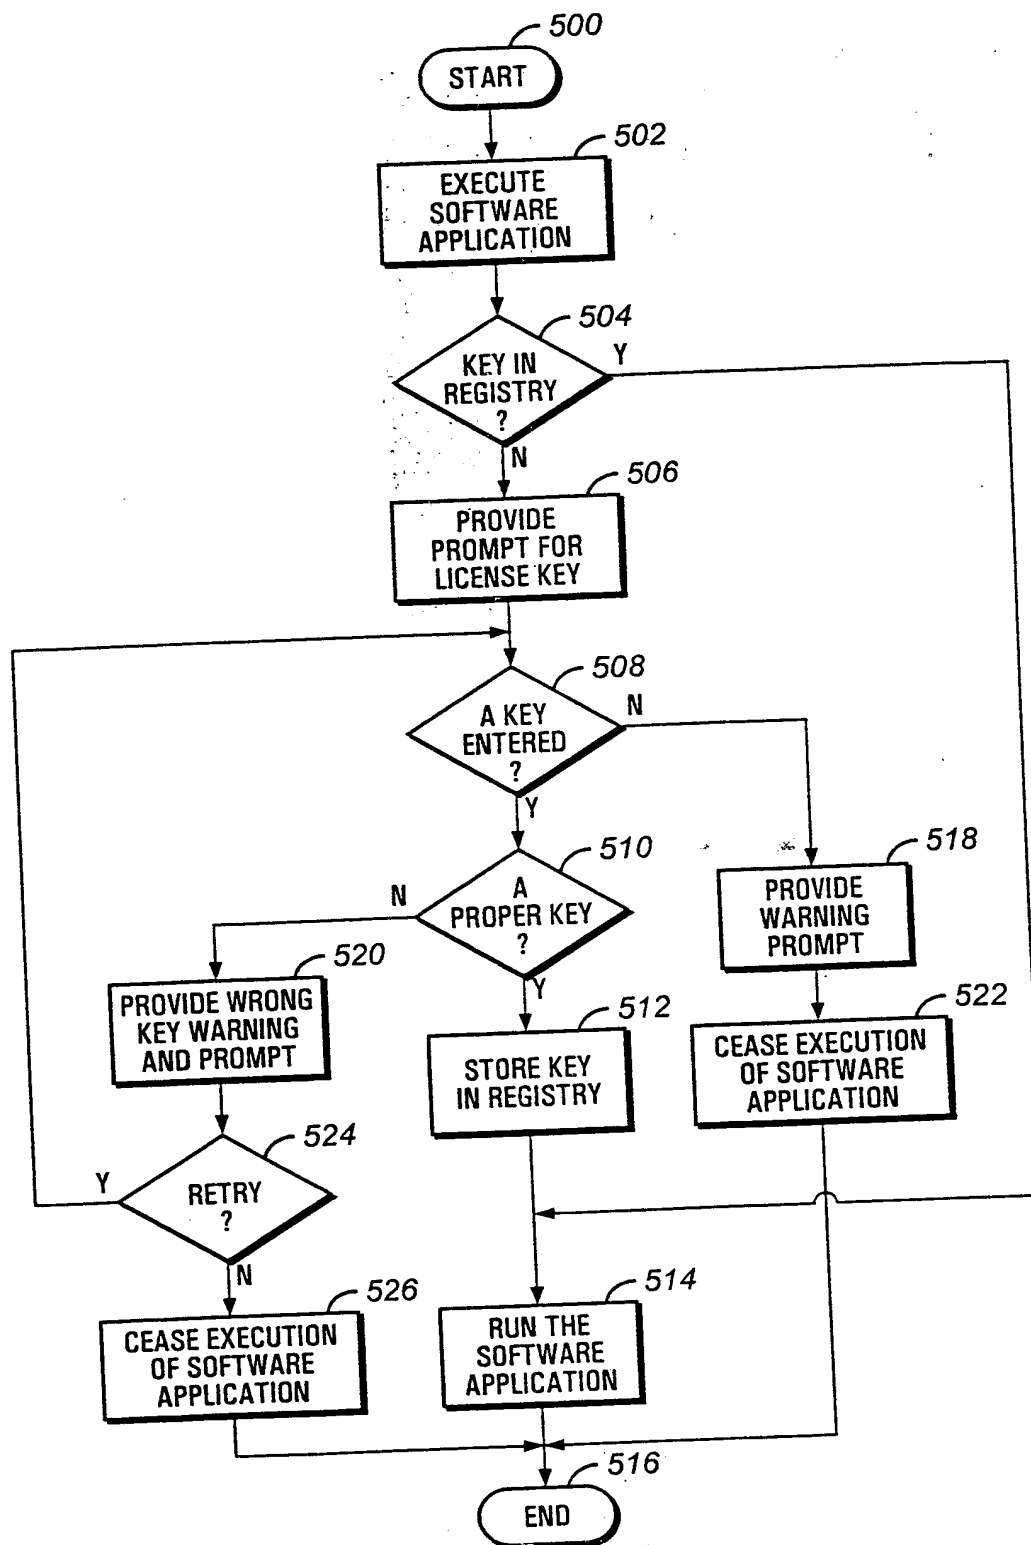 500
START
502
EXECUTE
SOFTWARE
APPLICATION
504
KEY IN
REGISTRY
?
Y
N
506
PROVIDE
PROMPT FOR
LICENSE KEY
508
A KEY
ENTERED
?
N
Y
510
A
PROPER KEY
?
N
Y
518
PROVIDE
WARNING
PROMPT
520
PROVIDE WRONG
KEY WARNING
AND PROMPT
512
STORE KEY
IN REGISTRY
522
CEASE EXECUTION
OF SOFTWARE
APPLICATION
524
RETRY
?
Y
N
526
CEASE EXECUTION
OF SOFTWARE
APPLICATION
514
RUN THE
SOFTWARE
APPLICATION
516
END